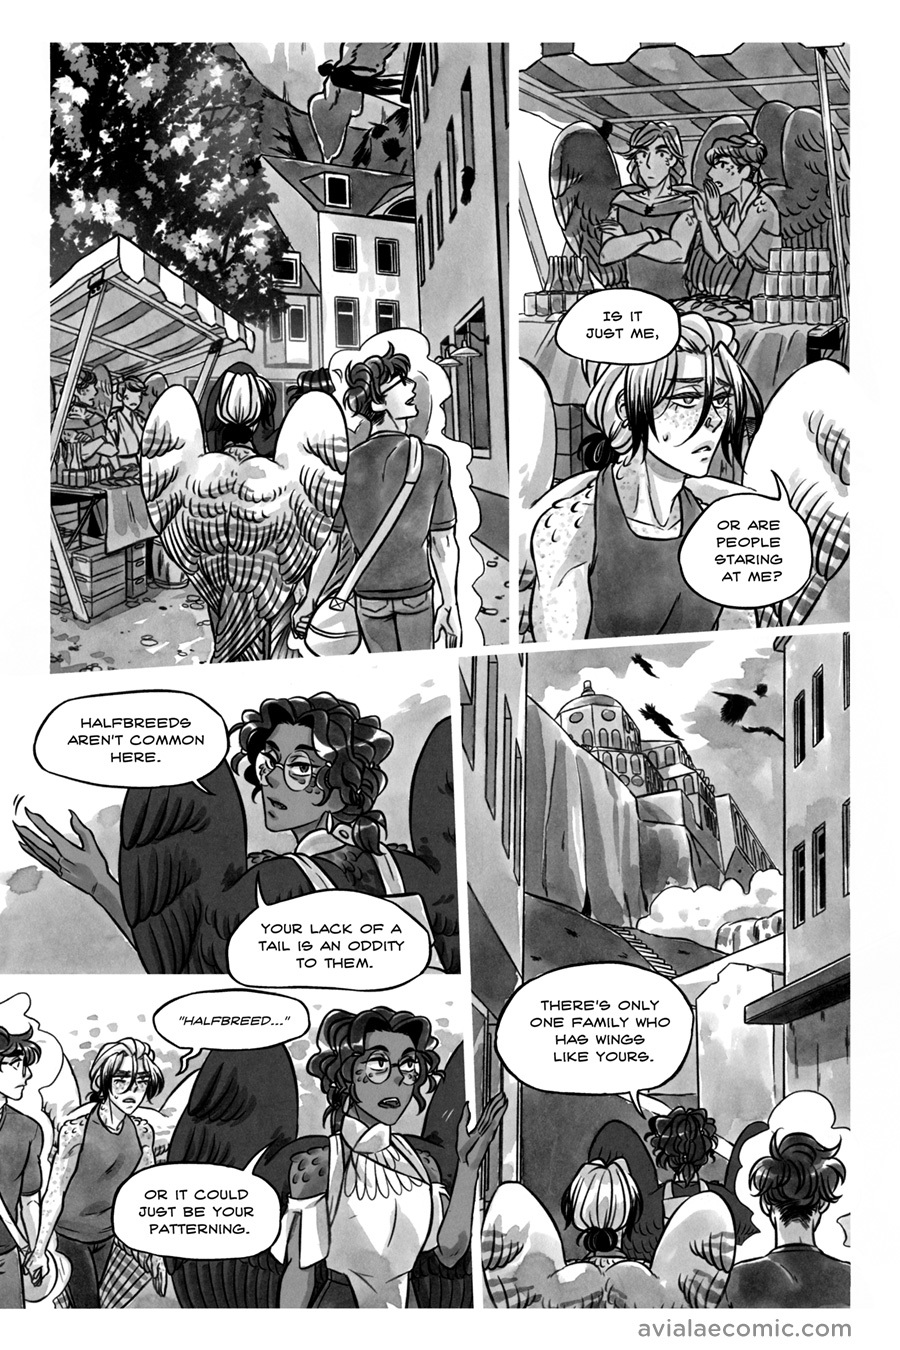 IS IT
JUST ME,
OR ARE
PEOPLE
STARING
AT ME?
HALFBREEDS
AREN'T COMMON
HERE.
YOUR LACK OF A
TAIL IS AN ODDITY
TO THEM.
"HALFBREED..."
OR IT COULD
JUST BE YOUR
PATTERNING.
THERE'S ONLY
ONE FAMILY WHO
HAS WINGS
LIKE YOURS.
avialaecomic.com